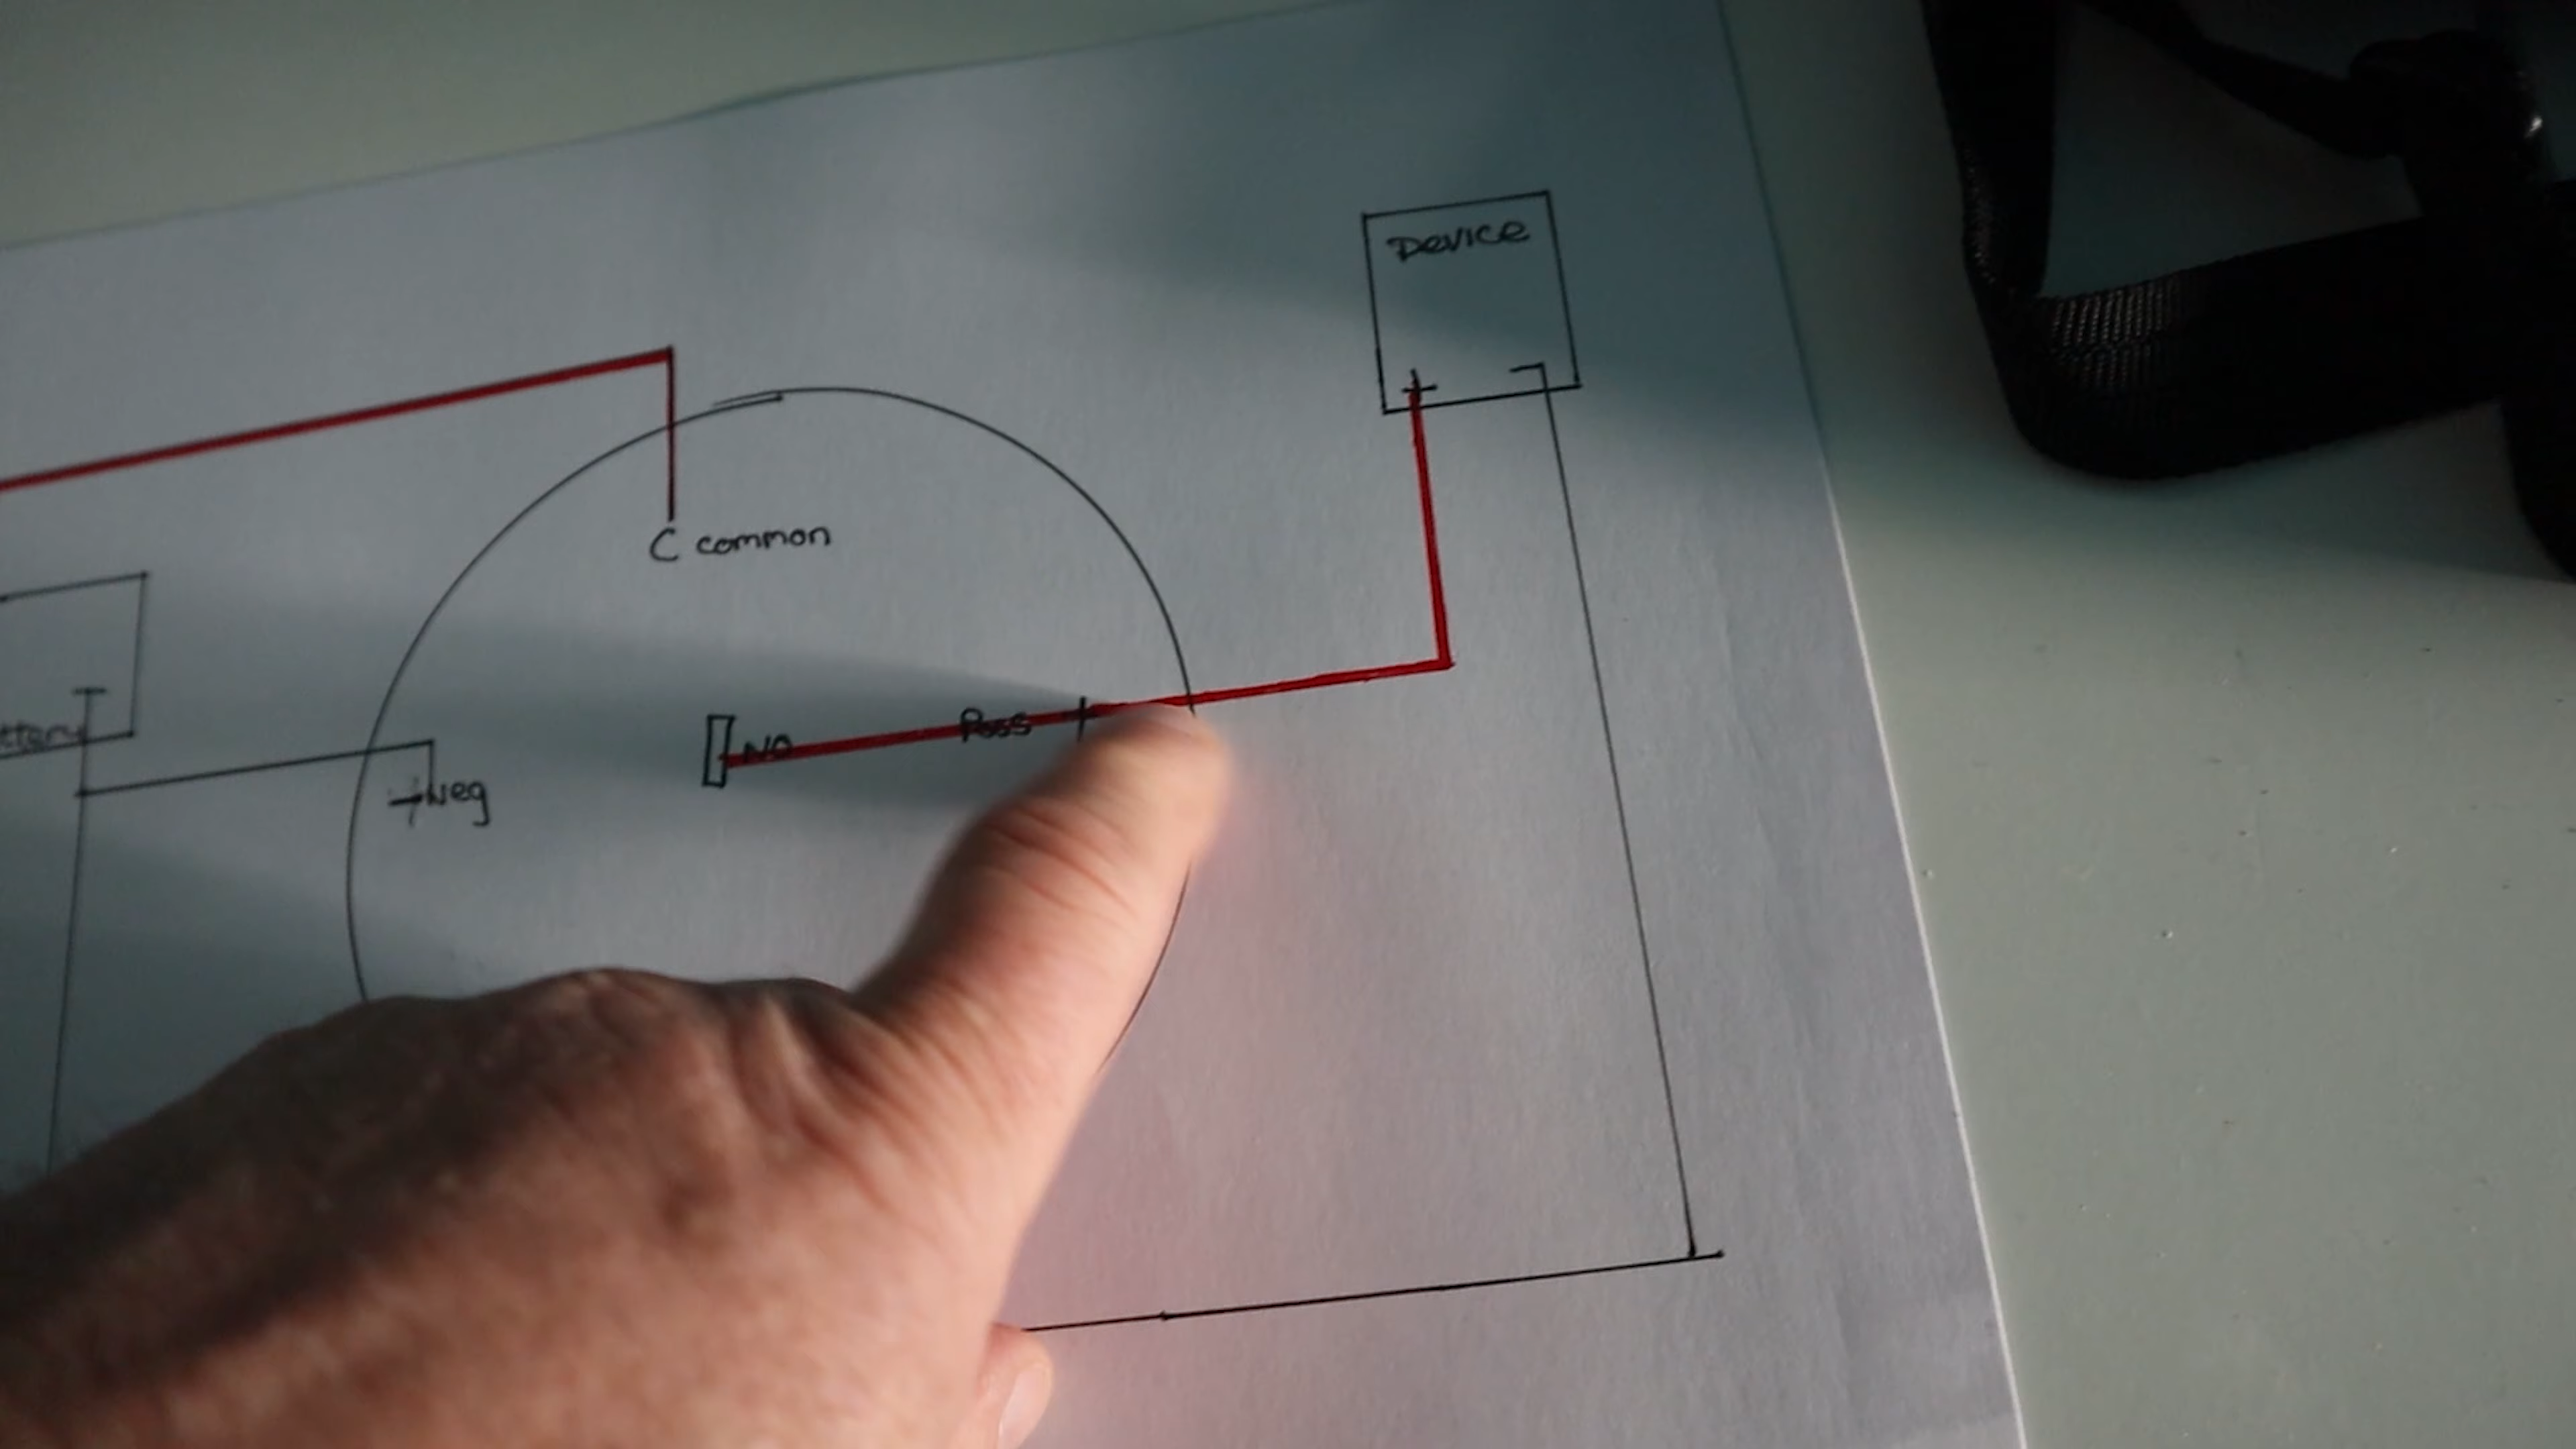 Device
+
C common
NO
Poss
+
Neg